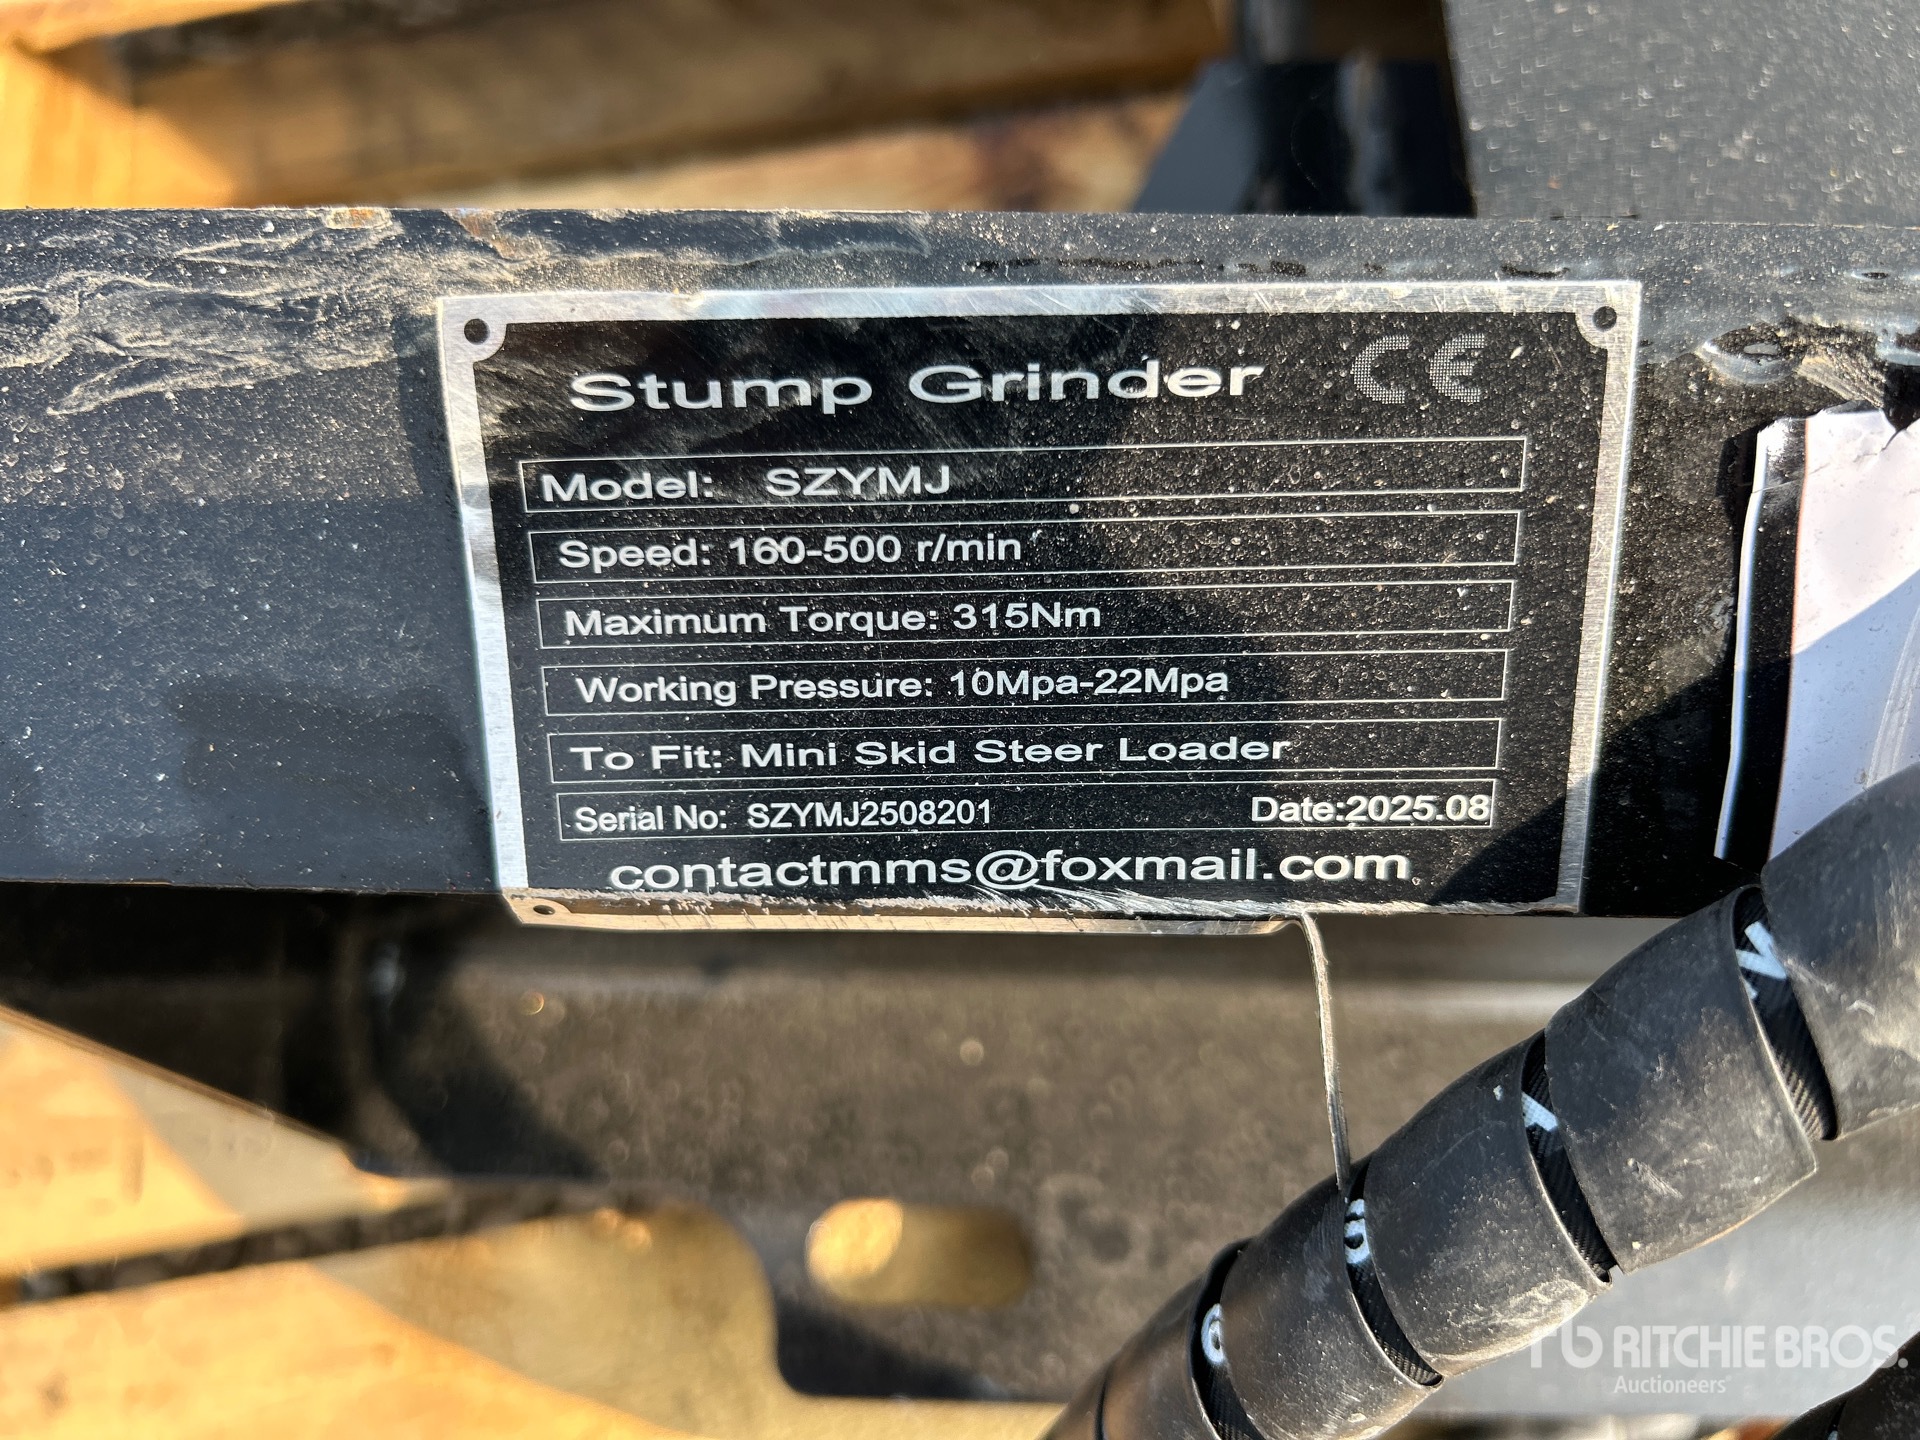 Stump Grinder CE
Model: SZYMJ
Speed: 160-500 r/min
Maximum Torque: 315Nm
Working Pressure: 10Mpa-22Mpa
To Fit: Mini Skid Steer Loader
Serial No: SZYMJ2508201 Date:2025.08
contactmms@foxmail.com
rb RITCHIE BROS.
Auctioneers